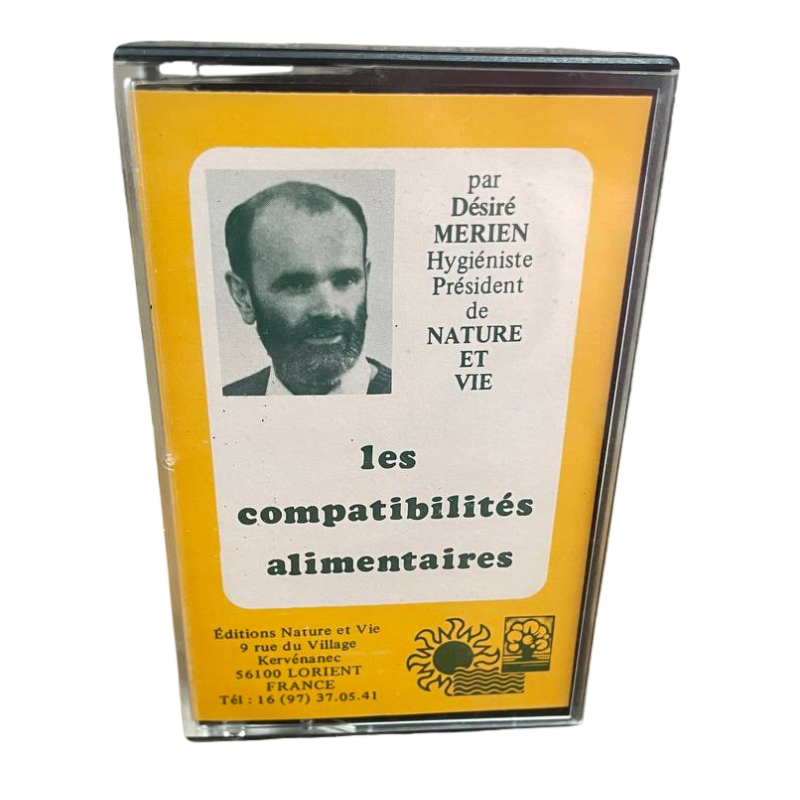 par
Désiré
MERIEN
Hygiéniste
Président
de
NATURE
ET
VIE
les
compatibilités
alimentaires
Éditions Nature et Vie
9 rue du Village
Kervénanec
56100 LORIENT
FRANCE
Tél : 16 (97) 37.05.41